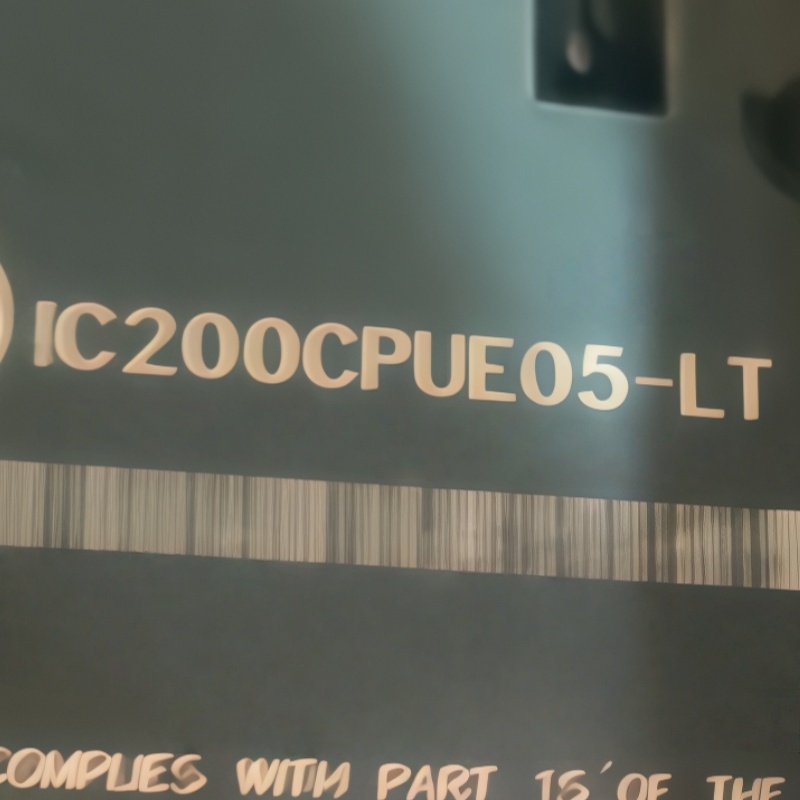 IC200CPUE05-LT
COMPLIES WITH PART 15 OF THE